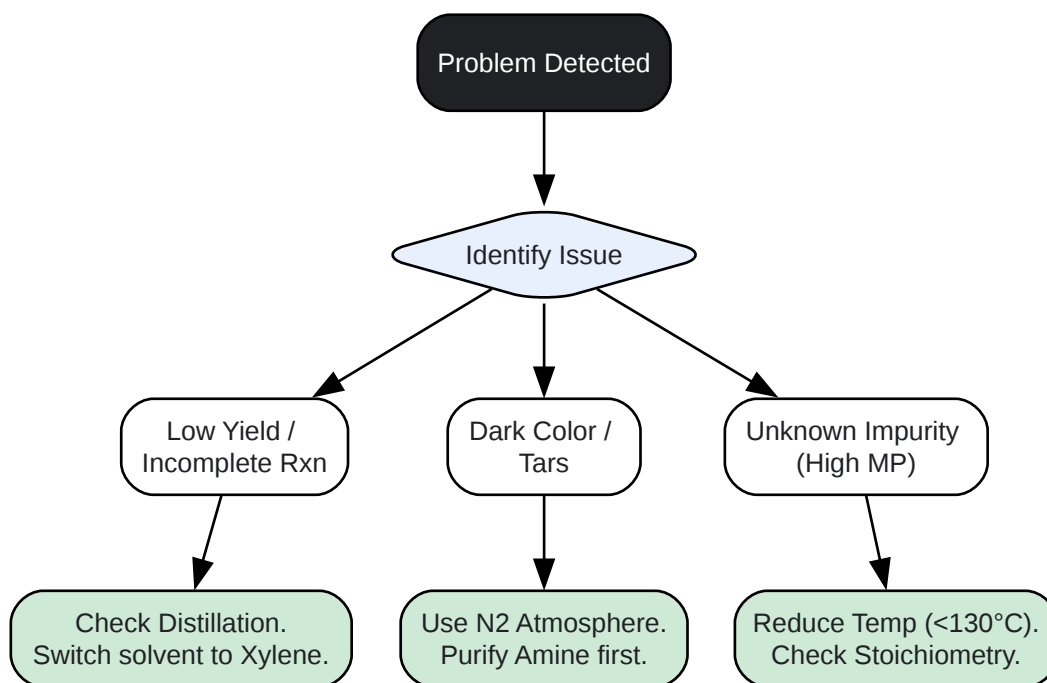 Problem Detected
Identify Issue
Low Yield /
Incomplete Rxn
Dark Color /
Tars
Unknown Impurity
(High MP)
Check Distillation.
Switch solvent to Xylene.
Use N2 Atmosphere.
Purify Amine first.
Reduce Temp (<130°C).
Check Stoichiometry.